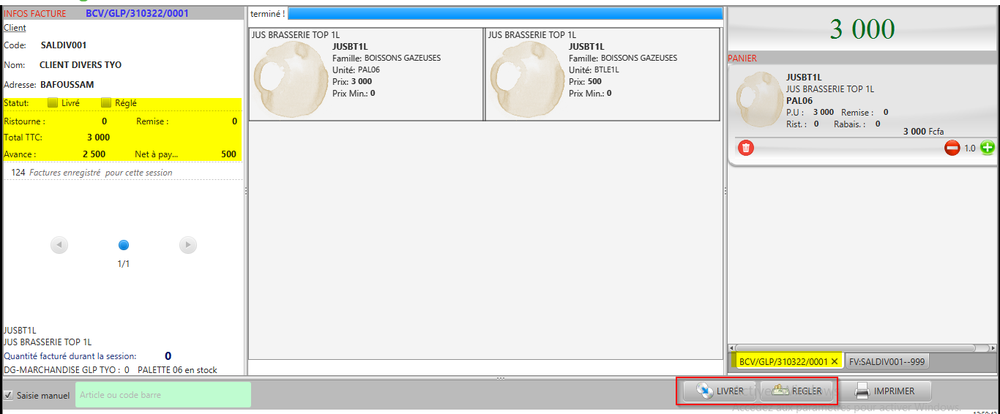 INFOS FACTURE BCV/GLP/310322/0001
Client
Code: SALDIV001
Nom: CLIENT DIVERS TYO
Adresse: BAFOUSSAM
Statut: Livré Réglé
Ristourne : 0 Remise : 0
Total TTC: 3 000
Avance : 2 500 Net à pay... 500
124 Factures enregistré pour cette session
1/1
JUSBT1L
JUS BRASSERIE TOP 1L
Quantité facturé durant la session: 0
DG-MARCHANDISE GLP TYO : 0 PALETTE 06 en stock
terminé !
JUS BRASSERIE TOP 1L
JUSBT1L
Famille: BOISSONS GAZEUSES
Unité: PAL06
Prix: 3 000
Prix Min.: 0
JUS BRASSERIE TOP 1L
JUSBT1L
Famille: BOISSONS GAZEUSES
Unité: BTLE1L
Prix: 500
Prix Min.: 0
3 000
PANIER
JUSBT1L
JUS BRASSERIE TOP 1L
PAL06
P.U : 3 000 Remise : 0
Rist. : 0 Rabais. : 0
3 000 Fcfa
1.0
BCV/GLP/310322/0001 × FV:SALDIV001--999
Saisie manuel Article ou code barre
LIVRER REGLER IMPRIMER
Accédez aux paramètres pour activer Windows.